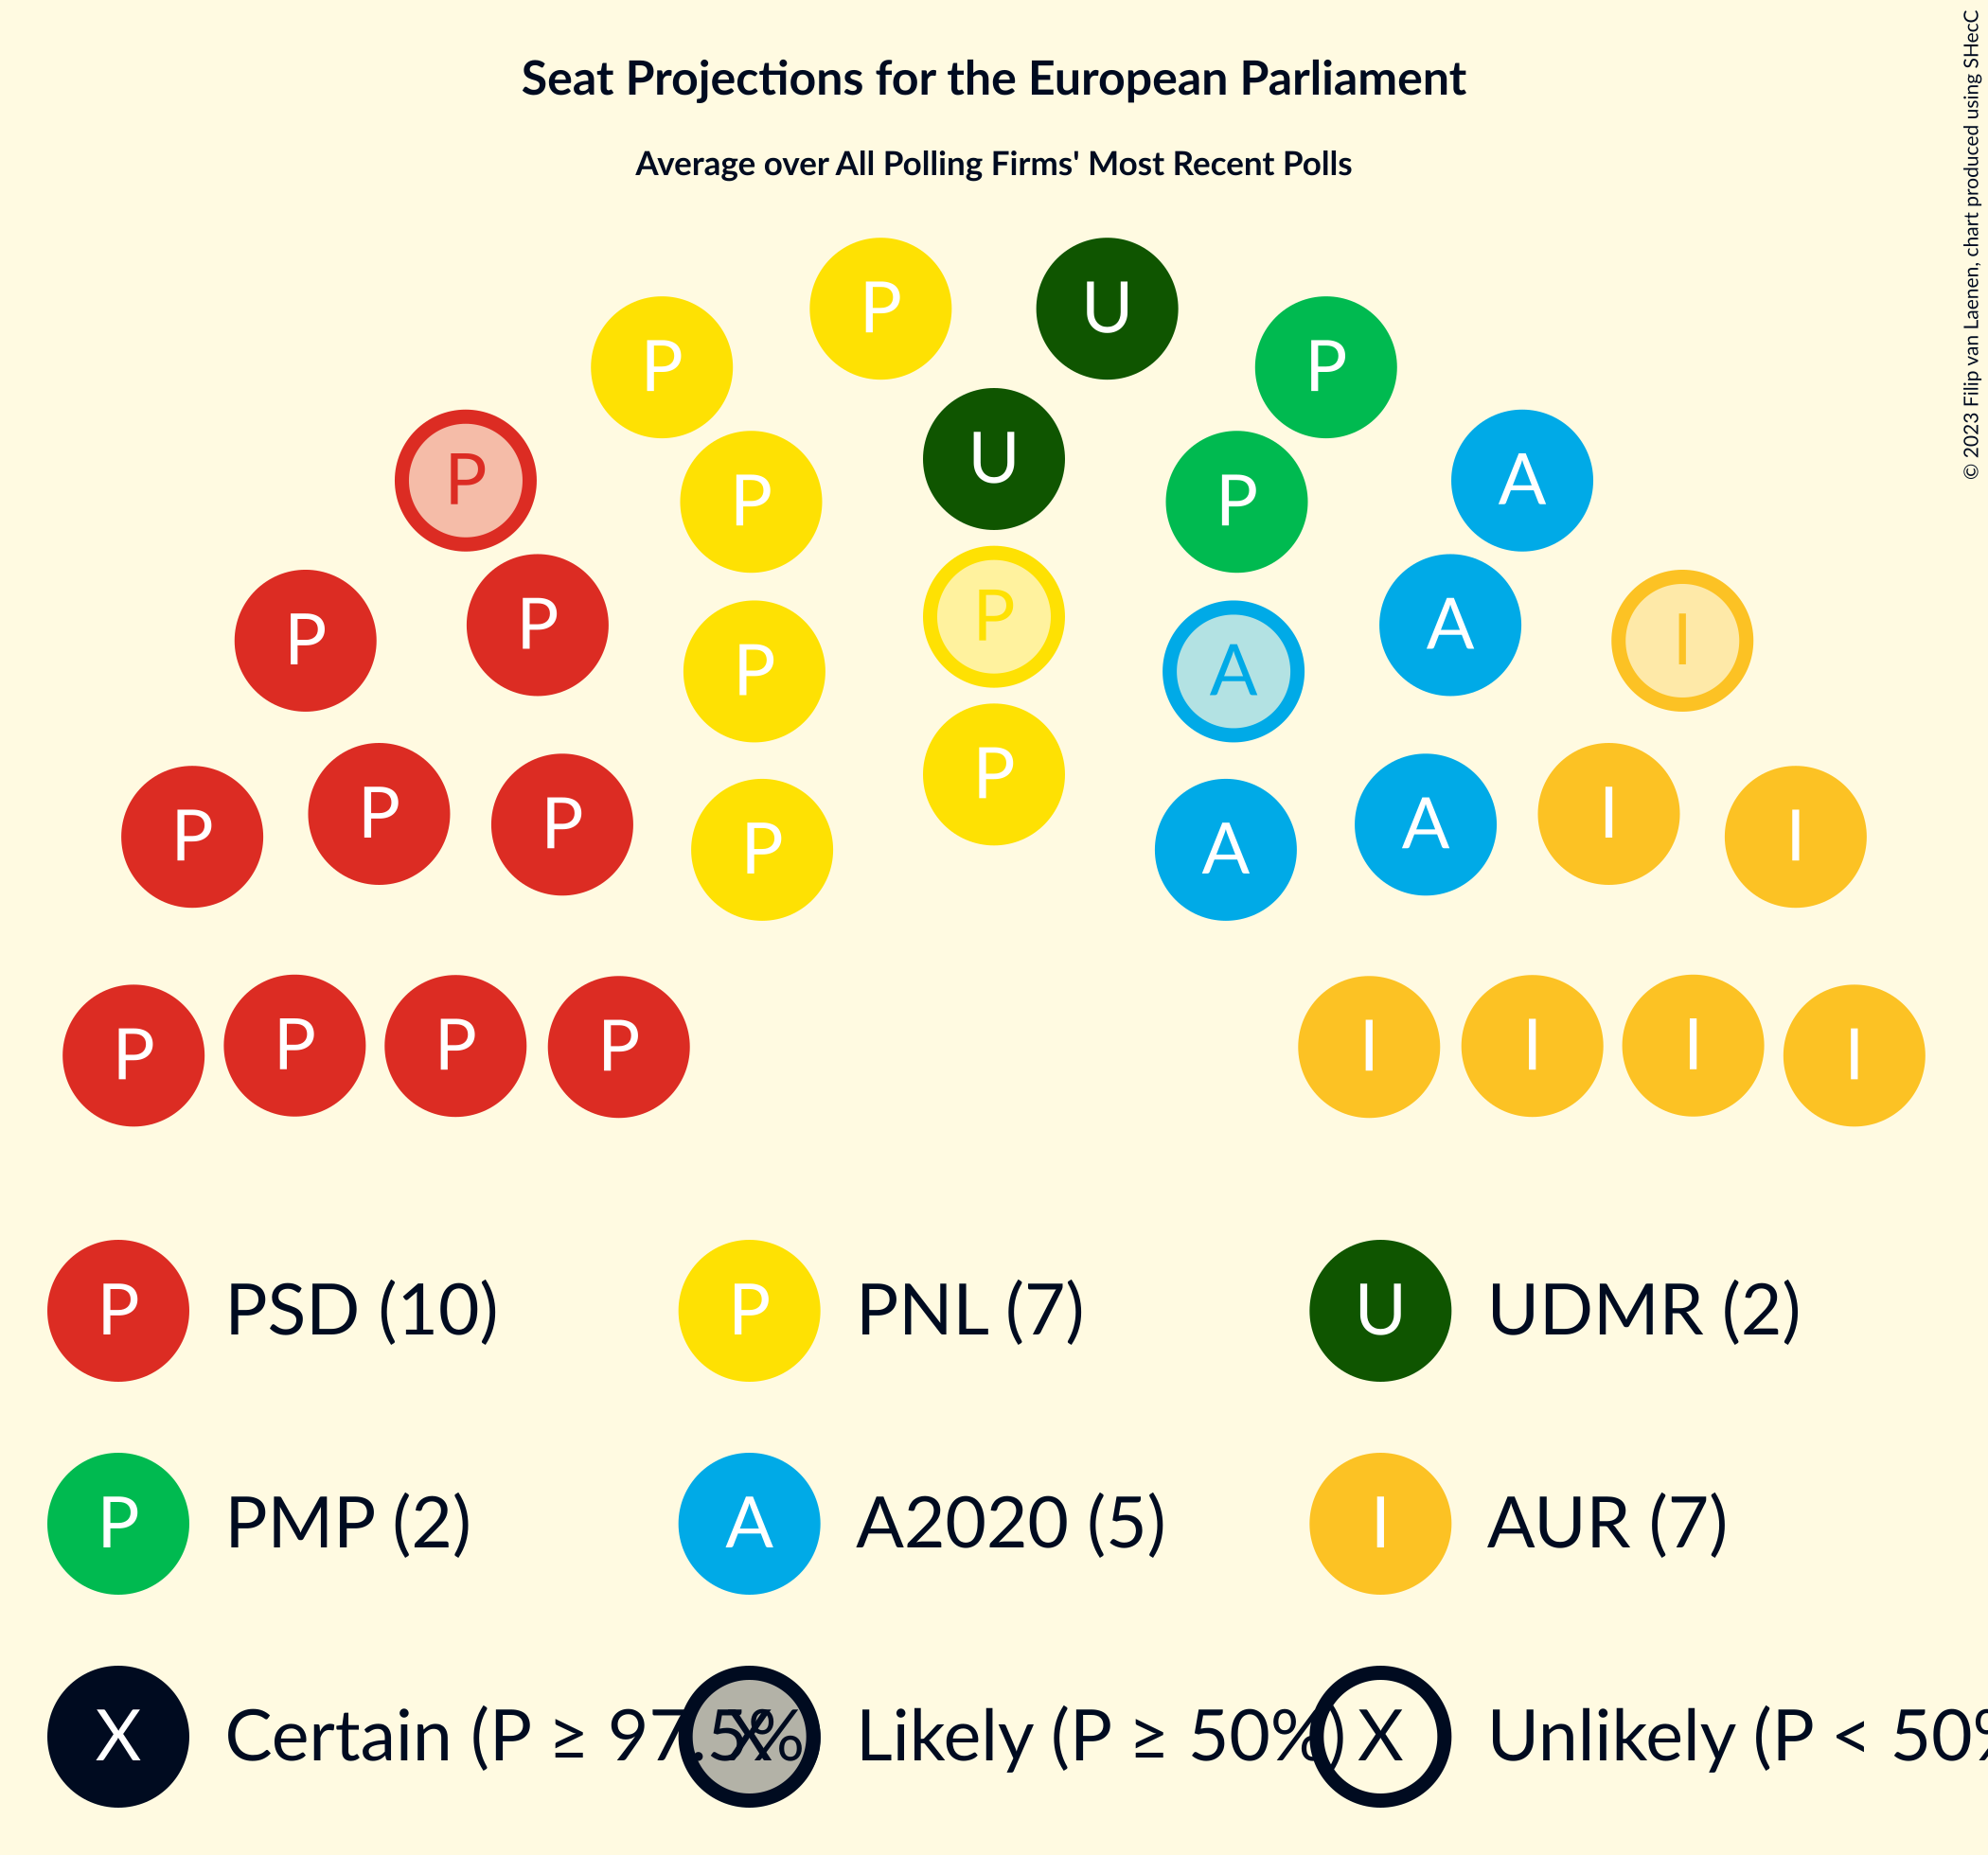 Seat Projections for the European Parliament
Average over All Polling Firms' Most Recent Polls
© 2023 Filip van Laenen, chart produced using SHecC
P U
P P
U
P A
P P
P
P A
P A
P I
P A
P
P A
P I
P I
P A
P P P P I I I I
P PSD (10) P PNL (7) U UDMR (2)
P PMP (2) A A2020 (5) I AUR (7)
X Certain (P ≥ 97.5% X Likely (P ≥ 50%) X Unlikely (P < 50%